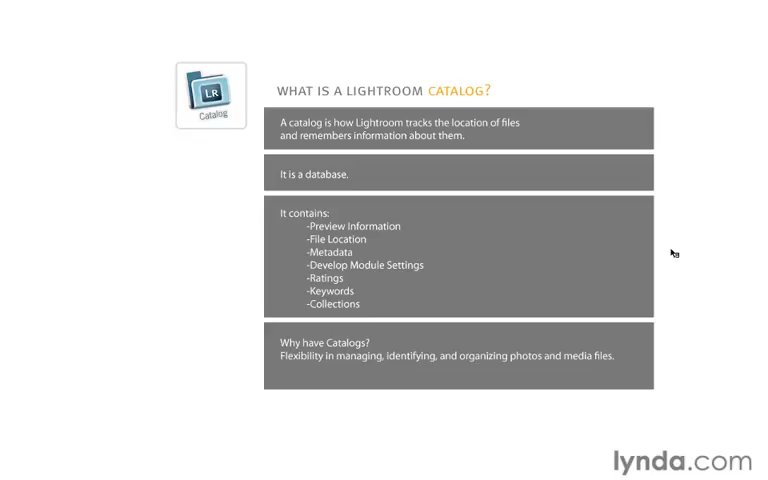 LR
Catalog
WHAT IS A LIGHTROOM CATALOG?
A catalog is how Lightroom tracks the location of files
and remembers information about them.
It is a database.
It contains:
-Preview Information
-File Location
-Metadata
-Develop Module Settings
-Ratings
-Keywords
-Collections
Why have Catalogs?
Flexibility in managing, identifying, and organizing photos and media files.
lynda.com